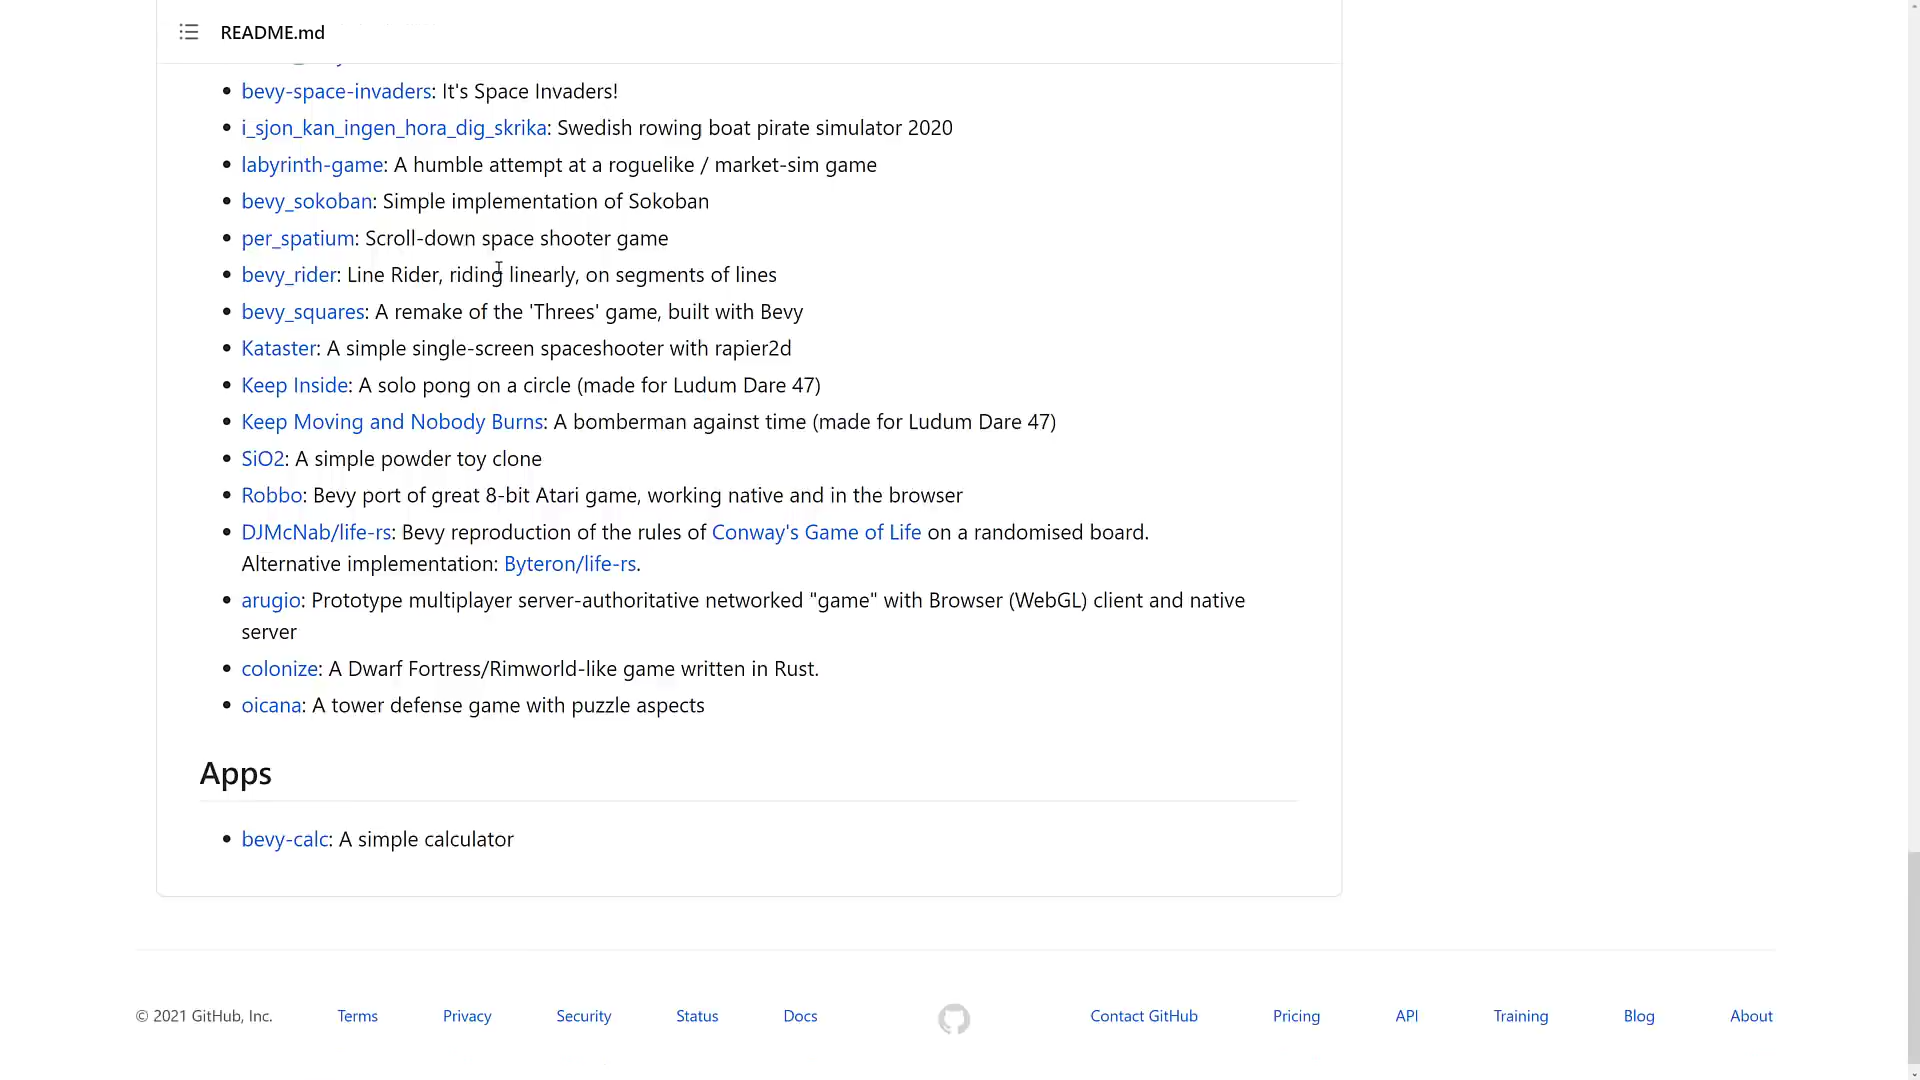 README.md
bevy-space-invaders: It's Space Invaders!
i_sjon_kan_ingen_hora_dig_skrika: Swedish rowing boat pirate simulator 2020
labyrinth-game: A humble attempt at a roguelike / market-sim game
bevy_sokoban: Simple implementation of Sokoban
per_spatium: Scroll-down space shooter game
bevy_rider: Line Rider, riding linearly, on segments of lines
bevy_squares: A remake of the 'Threes' game, built with Bevy
Kataster: A simple single-screen spaceshooter with rapier2d
Keep Inside: A solo pong on a circle (made for Ludum Dare 47)
Keep Moving and Nobody Burns: A bomberman against time (made for Ludum Dare 47)
SiO2: A simple powder toy clone
Robbo: Bevy port of great 8-bit Atari game, working native and in the browser
DJMcNab/life-rs: Bevy reproduction of the rules of Conway's Game of Life on a randomised board.
Alternative implementation: Byteron/life-rs.
arugio: Prototype multiplayer server-authoritative networked "game" with Browser (WebGL) client and native
server
colonize: A Dwarf Fortress/Rimworld-like game written in Rust.
oicana: A tower defense game with puzzle aspects
Apps
bevy-calc: A simple calculator
© 2021 GitHub, Inc. Terms Privacy Security Status Docs Contact GitHub Pricing API Training Blog About